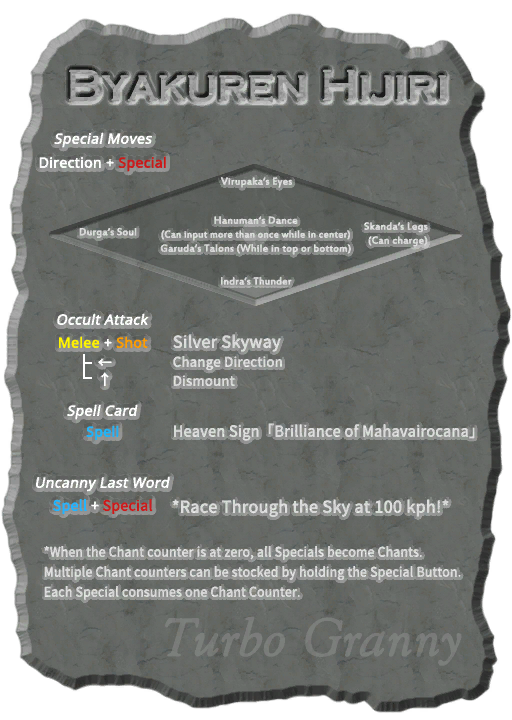 Byakuren Hijiri
Special Moves
Direction + Special
Virupaka's Eyes
Hanuman's Dance
(Can input more than once while in center)
Garuda's Talons (While in top or bottom)
Durga's Soul
Skanda's Legs
(Can charge)
Indra's Thunder
Occult Attack
Melee + Shot Silver Skyway
← Change Direction
↑ Dismount
Spell Card
Spell Heaven Sign「Brilliance of Mahavairocana」
Uncanny Last Word
Spell + Special *Race Through the Sky at 100 kph!*
*When the Chant counter is at zero, all Specials become Chants.
Multiple Chant counters can be stocked by holding the Special Button.
Each Special consumes one Chant Counter.
Turbo Granny